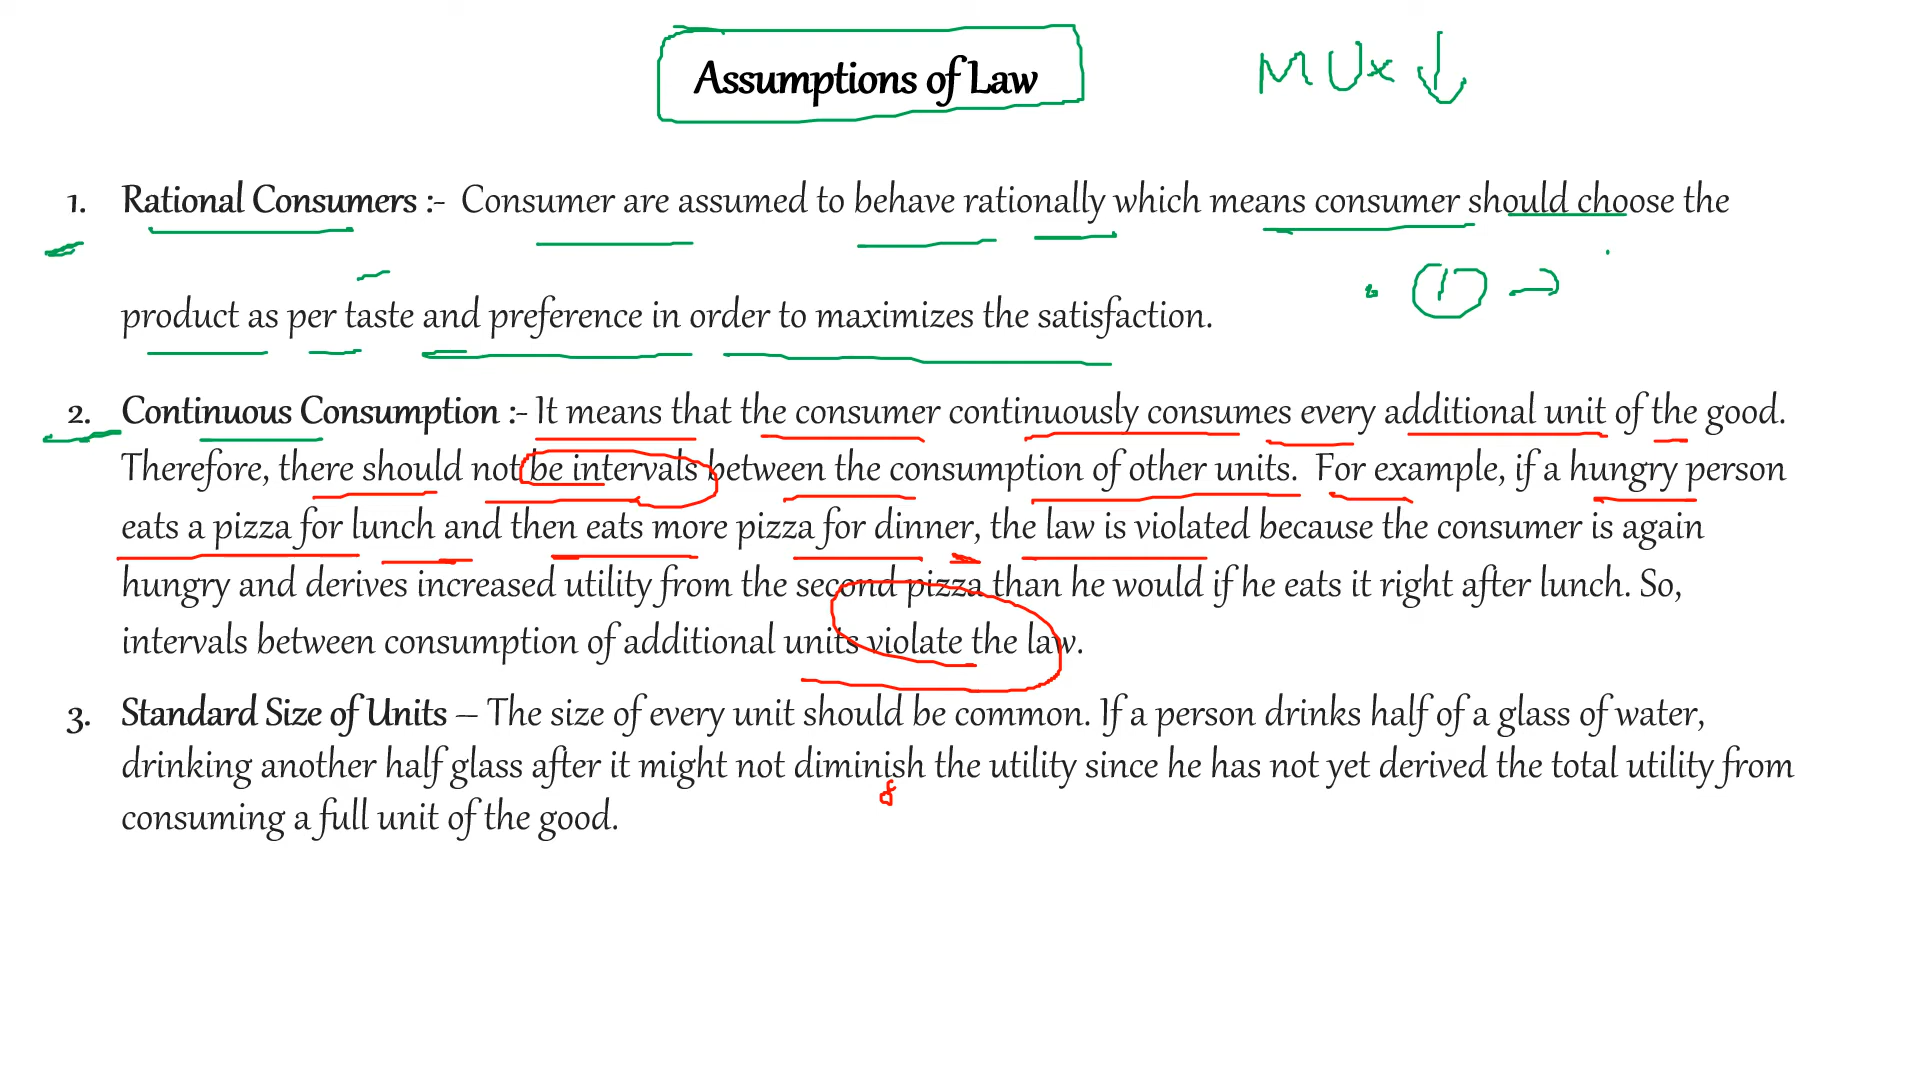 Assumptions of Law
MUx ↓
1. Rational Consumers :- Consumer are assumed to behave rationally which means consumer should choose the
1 →
product as per taste and preference in order to maximizes the satisfaction.
2. Continuous Consumption :- It means that the consumer continuously consumes every additional unit of the good.
Therefore, there should not be intervals between the consumption of other units. For example, if a hungry person
eats a pizza for lunch and then eats more pizza for dinner, the law is violated because the consumer is again
hungry and derives increased utility from the second pizza than he would if he eats it right after lunch. So,
intervals between consumption of additional units violate the law.
3. Standard Size of Units – The size of every unit should be common. If a person drinks half of a glass of water,
drinking another half glass after it might not diminish the utility since he has not yet derived the total utility from
consuming a full unit of the good.